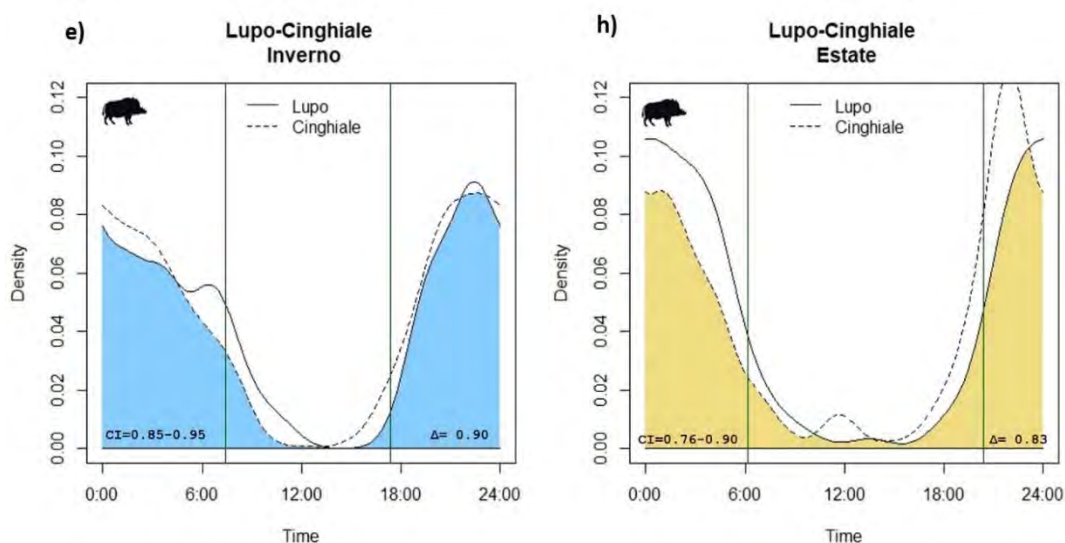 e)
Lupo-Cinghiale
Inverno
Lupo
Cinghiale
0.12
0.10
0.08
0.06
0.04
0.02
0.00
Density
CI=0.85-0.95
Δ= 0.90
0:00
6:00
12:00
18:00
24:00
Time
h)
Lupo-Cinghiale
Estate
Lupo
Cinghiale
0.12
0.10
0.08
0.06
0.04
0.02
0.00
Density
CI=0.76-0.90
Δ= 0.83
0:00
6:00
12:00
18:00
24:00
Time